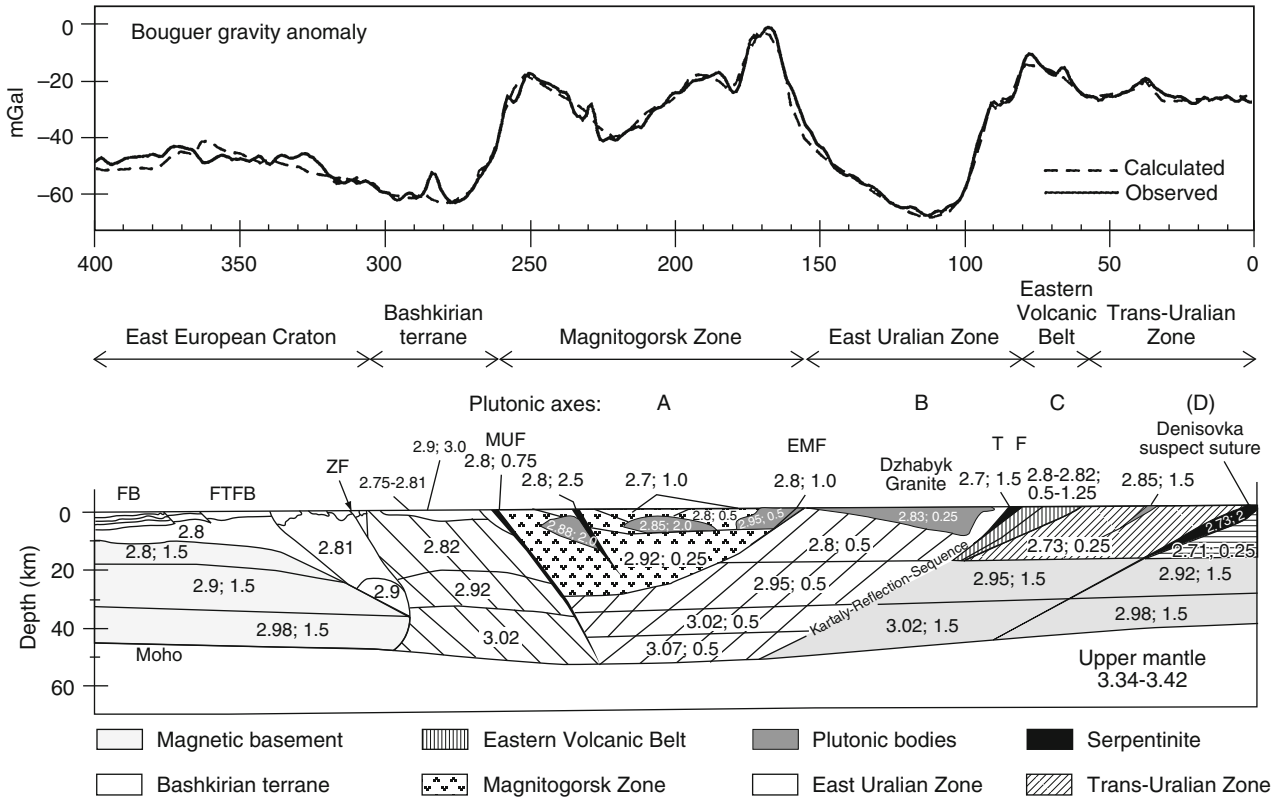 Bouguer gravity anomaly
mGal
0
−20
−40
−60
Calculated
Observed
400
350
300
250
200
150
100
50
0
East European Craton
Bashkirian
terrane
Magnitogorsk Zone
East Uralian Zone
Eastern
Volcanic
Belt
Trans-Uralian
Zone
Plutonic axes:
A
B
C
(D)
FB
FTFB
ZF
2.75-2.81
2.9; 3.0
MUF
2.8; 0.75
2.8; 2.5
2.7; 1.0
EMF
2.8; 1.0
Dzhabyk
Granite
T F
2.7; 1.5
2.8-2.82;
0.5-1.25
2.85; 1.5
Denisovka
suspect suture
Depth (km)
0
20
40
60
2.8
2.8; 1.5
2.9; 1.5
2.98; 1.5
Moho
2.81
2.9
2.82
2.92
3.02
2.88; 2.0
2.85; 2.0
2.8; 0.5
2.95; 0.5
2.92; 0.25
2.8; 0.5
2.95; 0.5
3.02; 0.5
3.07; 0.5
2.83; 0.25
Kartaly-Reflection-Sequence
2.73; 0.25
2.95; 1.5
3.02; 1.5
2.73; 2
2.71; 0.25
2.92; 1.5
2.98; 1.5
Upper mantle
3.34-3.42
Magnetic basement
Eastern Volcanic Belt
Plutonic bodies
Serpentinite
Bashkirian terrane
Magnitogorsk Zone
East Uralian Zone
Trans-Uralian Zone